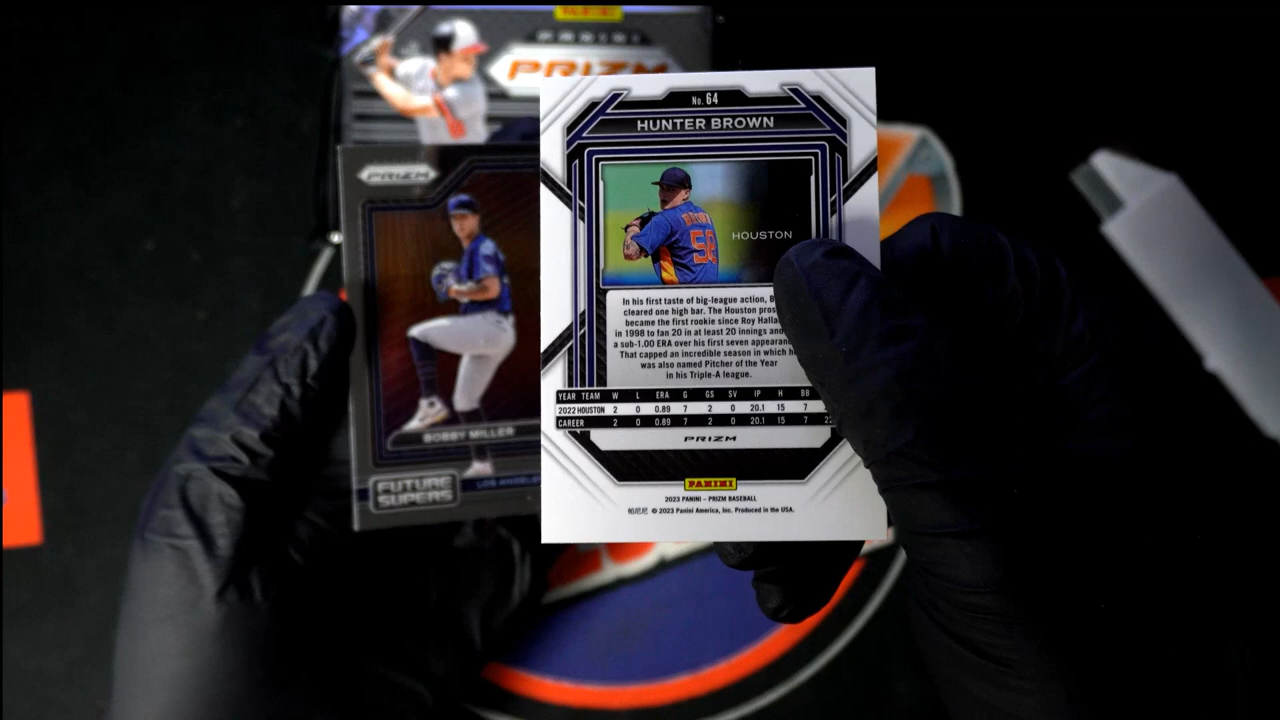 PANINI
PRIZM
No. 64
HUNTER BROWN
58
HOUSTON
In his first taste of big-league action, B
cleared one high bar. The Houston pros
became the first rookie since Roy Halla
in 1998 to fan 20 in at least 20 innings and
a sub-1.00 ERA over his first seven appearan
That capped an incredible season in which h
was also named Pitcher of the Year
in his Triple-A league.
YEAR TEAM W L ERA G GS SV IP H BB
2022 HOUSTON 2 0 0.89 7 2 0 20.1 15 7
CAREER 2 0 0.89 7 2 0 20.1 15 7 2
PRIZM
PANINI
2023 PANINI – PRIZM BASEBALL
帕尼尼 © 2023 Panini America, Inc. Produced in the USA.
PRIZM
BOBBY MILLER
FUTURE
SUPERS
LOS ANGELES